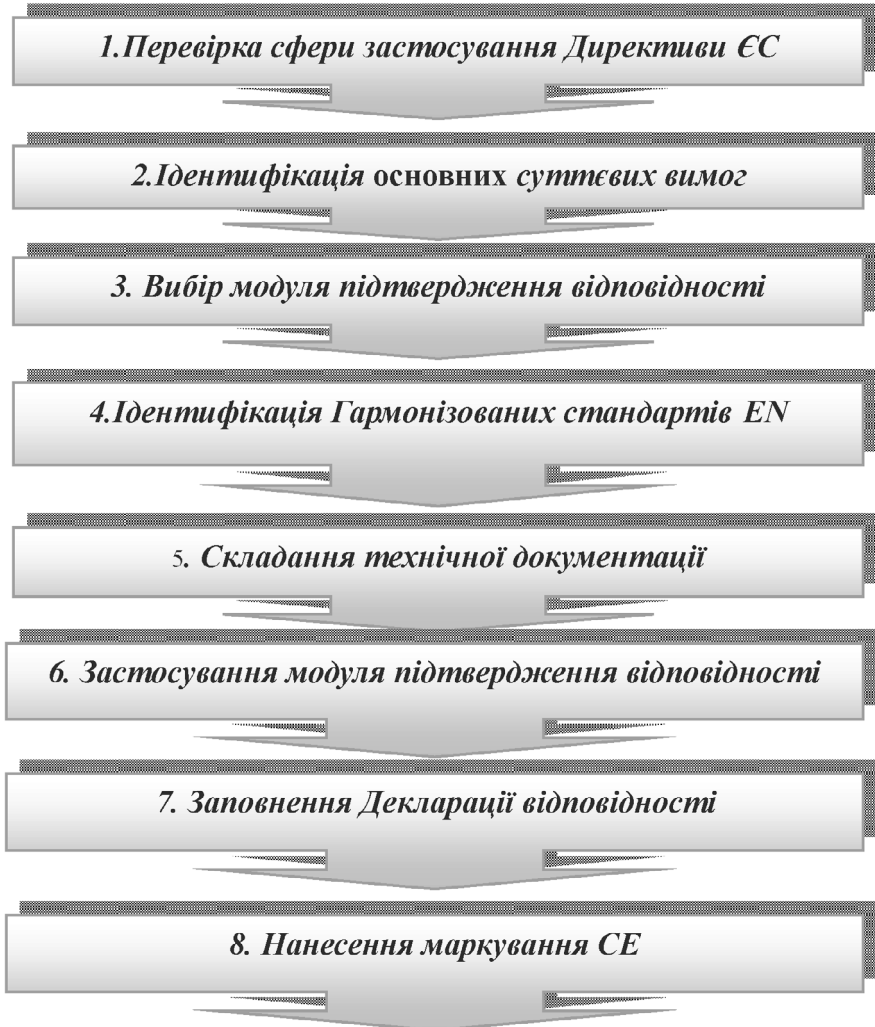 1.Перевірка сфери застосування Директиви ЄС
2.Ідентифікація основних суттєвих вимог
3. Вибір модуля підтвердження відповідності
4.Ідентифікація Гармонізованих стандартів EN
5. Складання технічної документації
6. Застосування модуля підтвердження відповідності
7. Заповнення Декларації відповідності
8. Нанесення маркування СЕ